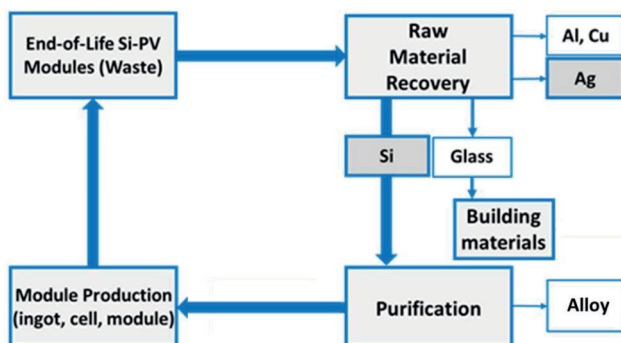 End-of-Life Si-PV
Modules (Waste)
Raw
Material
Recovery
Al, Cu
Ag
Si
Glass
Building
materials
Module Production
(ingot, cell, module)
Purification
Alloy